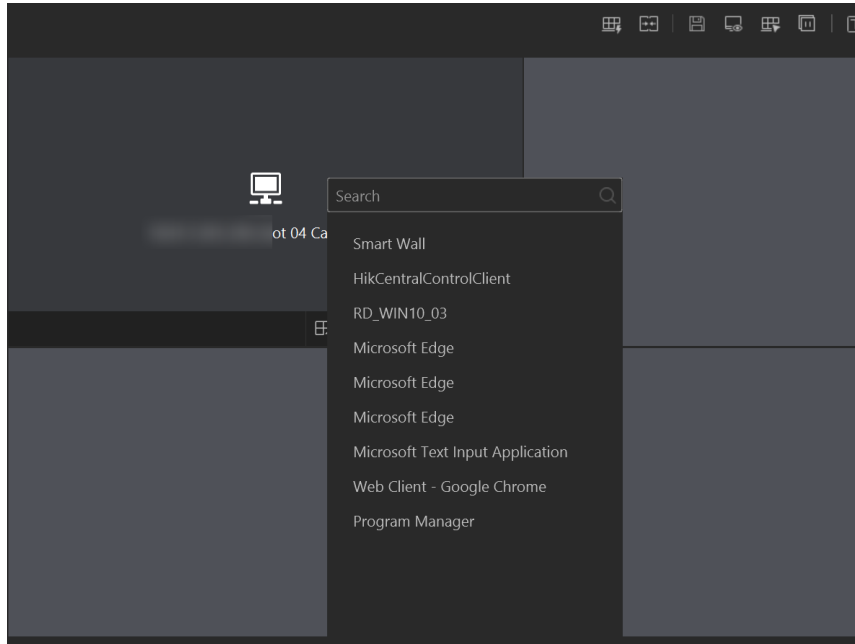 Search
ot 04 Ca
Smart Wall
HikCentralControlClient
RD_WIN10_03
Microsoft Edge
Microsoft Edge
Microsoft Edge
Microsoft Text Input Application
Web Client - Google Chrome
Program Manager